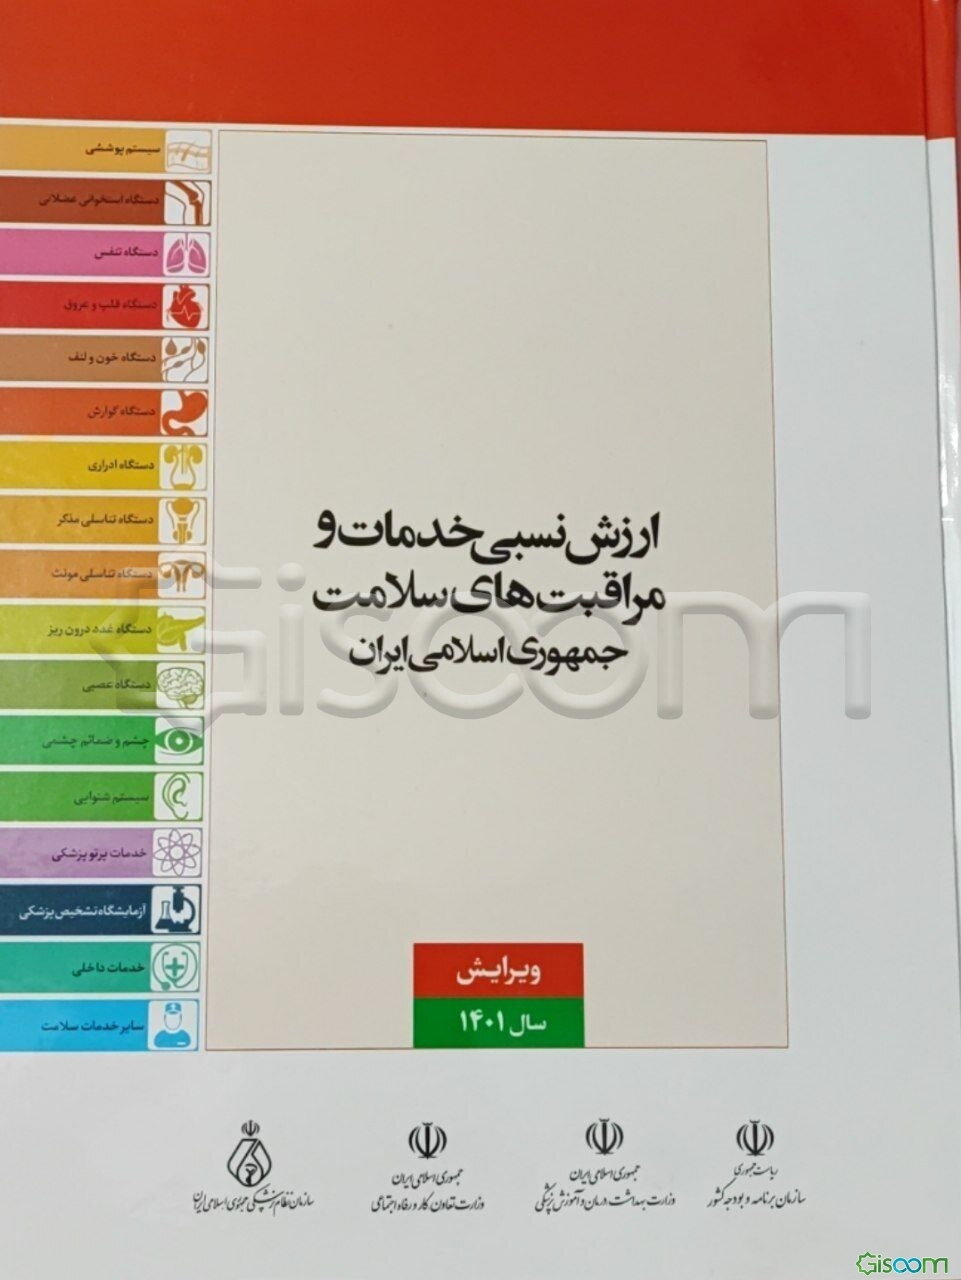 سیستم پوششی
دستگاه استخوانی عضلانی
دستگاه تنفس
دستگاه قلب و عروق
دستگاه خون و لنف
دستگاه گوارش
دستگاه ادراری
دستگاه تناسلی مذکر
دستگاه تناسلی مونث
دستگاه غدد درون ریز
دستگاه عصبی
چشم و ضمائم چشمی
سیستم شنوایی
خدمات پرتو پزشکی
آزمایشگاه تشخیص پزشکی
خدمات داخلی
سایر خدمات سلامت
ارزش نسبی خدمات و
مراقبت‌های سلامت
جمهوری اسلامی ایران
Gisoom
ویرایش
سال ۱۴۰۱
ریاست جمهوری
سازمان برنامه و بودجه کشور
جمهوری اسلامی ایران
وزارت بهداشت، درمان و آموزش پزشکی
جمهوری اسلامی ایران
وزارت تعاون، کار و رفاه اجتماعی
سازمان نظام پزشکی جمهوری اسلامی ایران
Gisoom